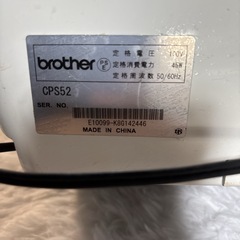 brother
定格電圧 100V
定格消費電力 45W
定格周波数 50/60Hz
CPS52
SER. NO.
E10099-K8G142446
MADE IN CHINA